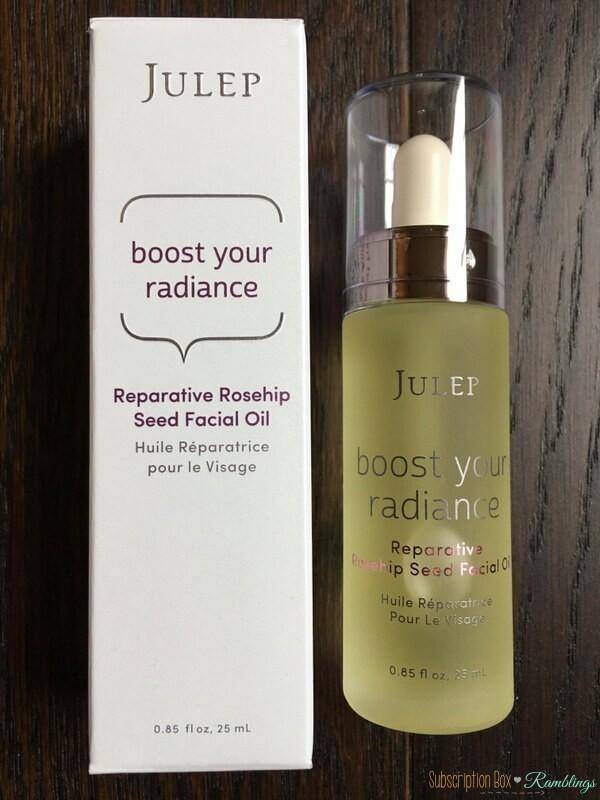 JULEP
boost your
radiance
Reparative Rosehip
Seed Facial Oil
Huile Réparatrice
pour le Visage
0.85 fl oz, 25 mL
JULEP
boost your
radiance
Reparative
Rosehip Seed Facial Oil
Huile Réparatrice
Pour Le Visage
0.85 fl oz, 25 mL
Subscription Box Ramblings